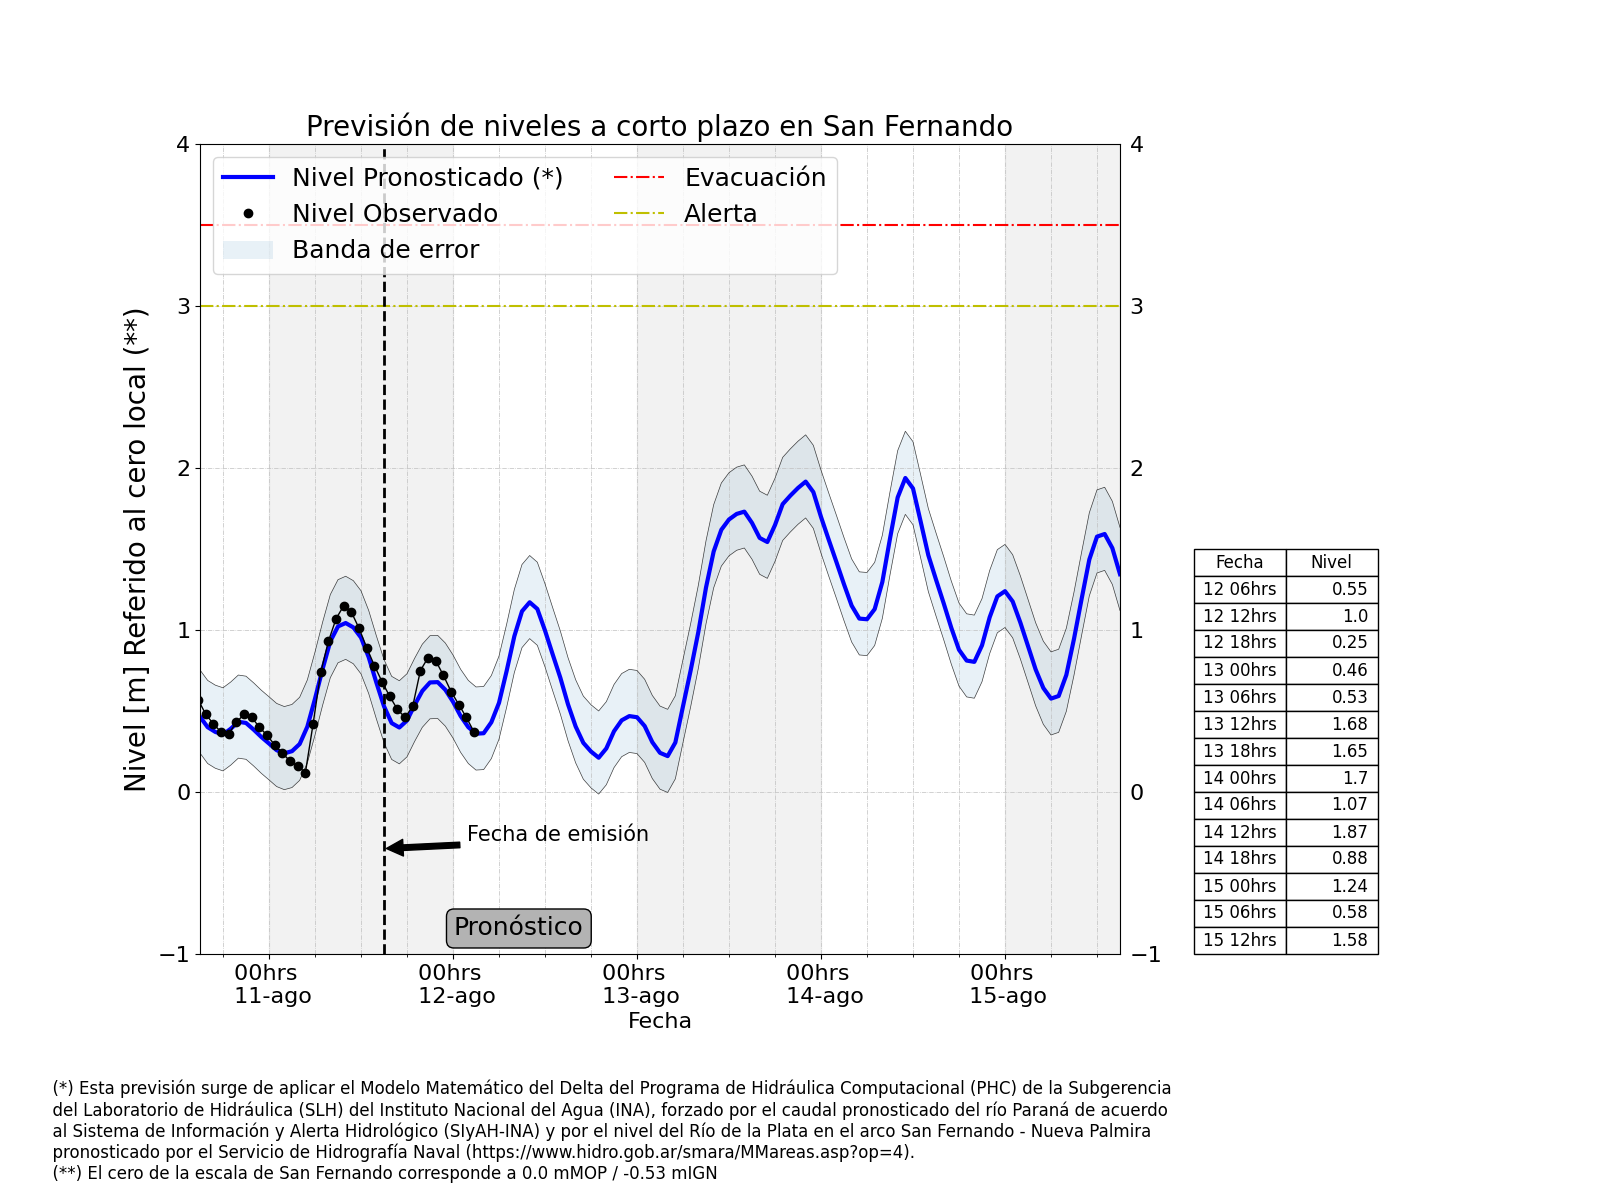 Previsión de niveles a corto plazo en San Fernando
Nivel Pronosticado (*)
Nivel Observado
Banda de error
Evacuación
Alerta
Nivel [m] Referido al cero local (**)
4
3
2
1
0
−1
4
3
2
1
0
−1
Fecha de emisión
Pronóstico
00hrs
11-ago
00hrs
12-ago
00hrs
13-ago
00hrs
14-ago
00hrs
15-ago
Fecha
Fecha Nivel
12 06hrs 0.55
12 12hrs 1.0
12 18hrs 0.25
13 00hrs 0.46
13 06hrs 0.53
13 12hrs 1.68
13 18hrs 1.65
14 00hrs 1.7
14 06hrs 1.07
14 12hrs 1.87
14 18hrs 0.88
15 00hrs 1.24
15 06hrs 0.58
15 12hrs 1.58
(*) Esta previsión surge de aplicar el Modelo Matemático del Delta del Programa de Hidráulica Computacional (PHC) de la Subgerencia
del Laboratorio de Hidráulica (SLH) del Instituto Nacional del Agua (INA), forzado por el caudal pronosticado del río Paraná de acuerdo
al Sistema de Información y Alerta Hidrológico (SIyAH-INA) y por el nivel del Río de la Plata en el arco San Fernando - Nueva Palmira
pronosticado por el Servicio de Hidrografía Naval (https://www.hidro.gob.ar/smara/MMareas.asp?op=4).
(**) El cero de la escala de San Fernando corresponde a 0.0 mMOP / -0.53 mIGN